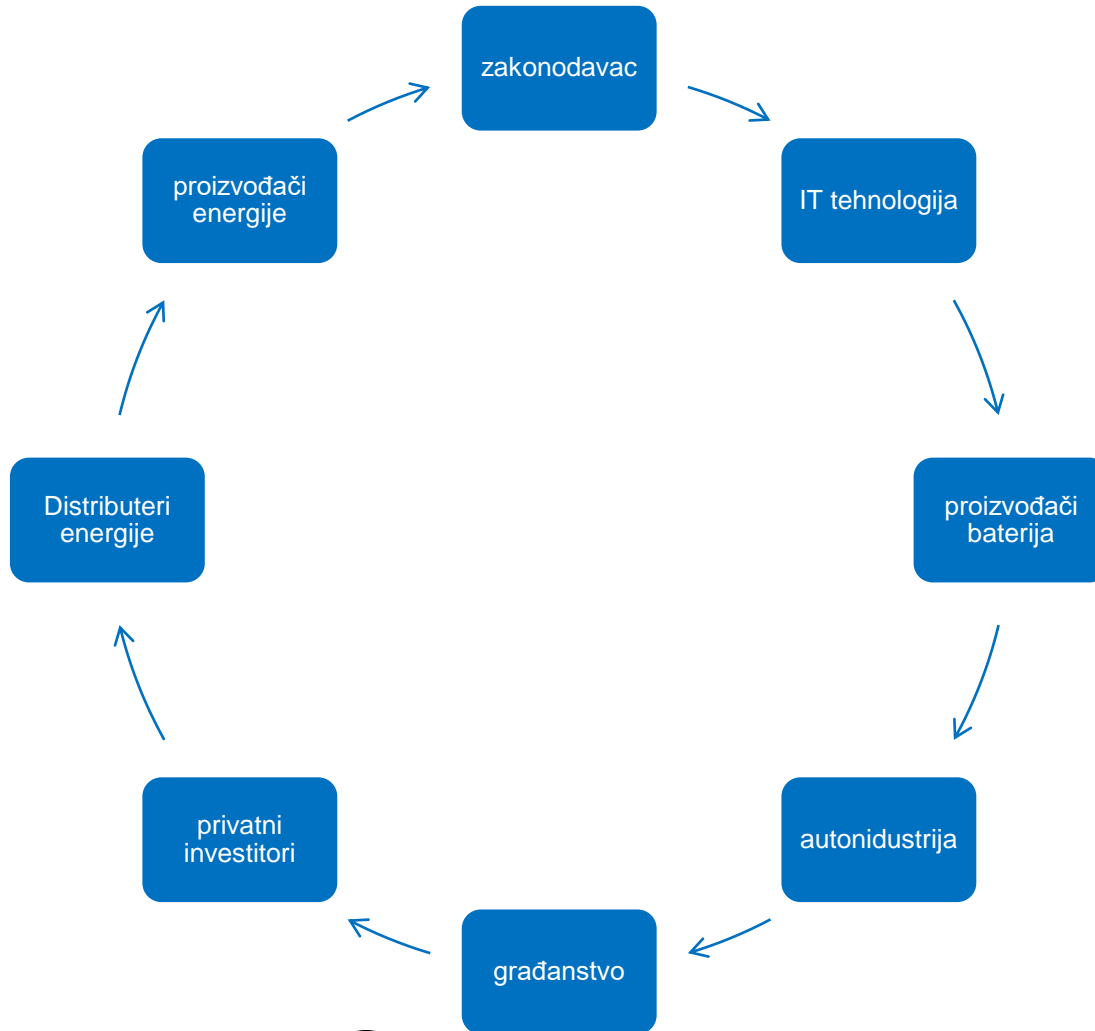 zakonodavac
IT tehnologija
proizvođači
baterija
autonidustrija
građanstvo
privatni
investitori
Distributeri
energije
proizvođači
energije